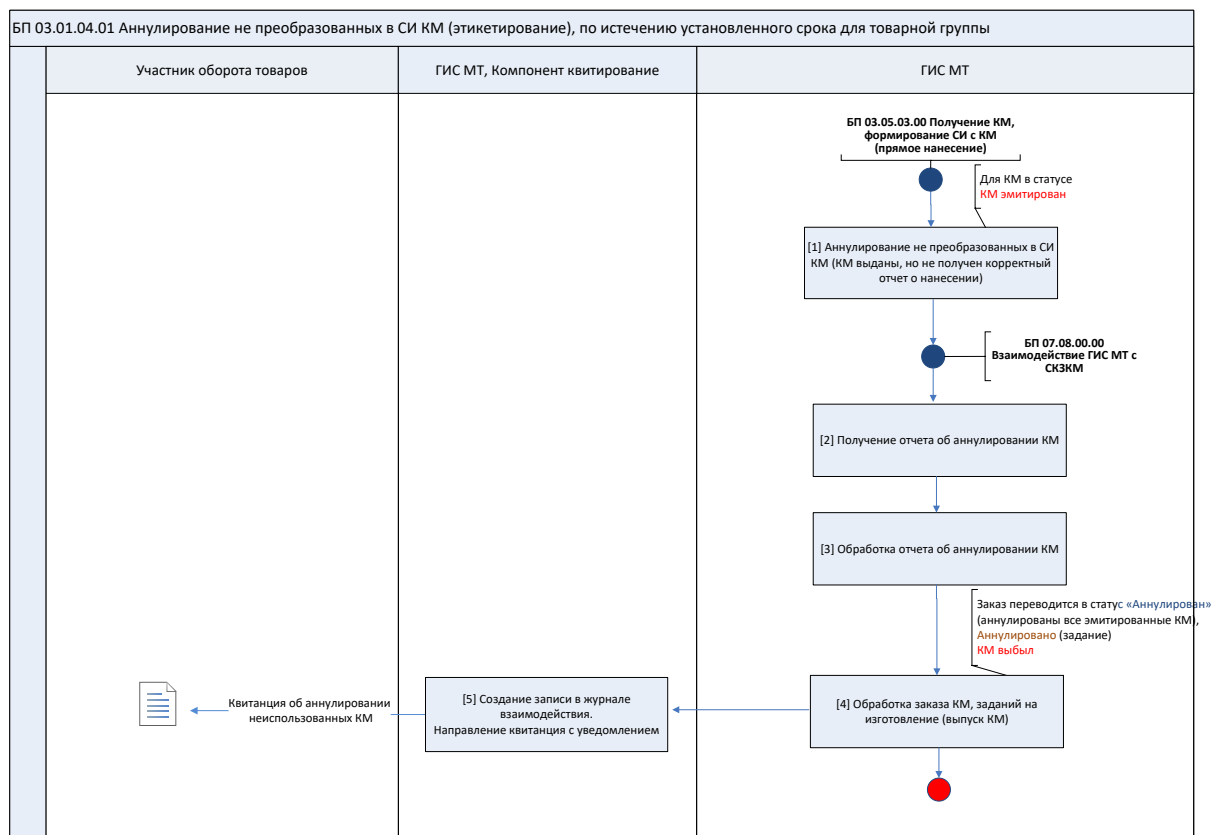 БП 03.01.04.01 Аннулирование не преобразованных в СИ КМ (этикетирование), по истечению установленного срока для товарной группы
Участник оборота товаров
ГИС МТ, Компонент квитирование
ГИС МТ
БП 03.05.03.00 Получение КМ,
формирование СИ с КМ
(прямое нанесение)
Для КМ в статусе
КМ эмитирован
[1] Аннулирование не преобразованных в СИ
КМ (КМ выданы, но не получен корректный
отчет о нанесении)
БП 07.08.00.00
Взаимодействие ГИС МТ с
СКЗКМ
[2] Получение отчета об аннулировании КМ
[3] Обработка отчета об аннулировании КМ
Заказ переводится в статус «Аннулирован»
(аннулированы все эмитированные КМ),
Аннулировано (задание)
КМ выбыл
[4] Обработка заказа КМ, заданий на
изготовление (выпуск КМ)
[5] Создание записи в журнале
взаимодействия.
Направление квитанция с уведомлением
Квитанция об аннулировании
неиспользованных КМ